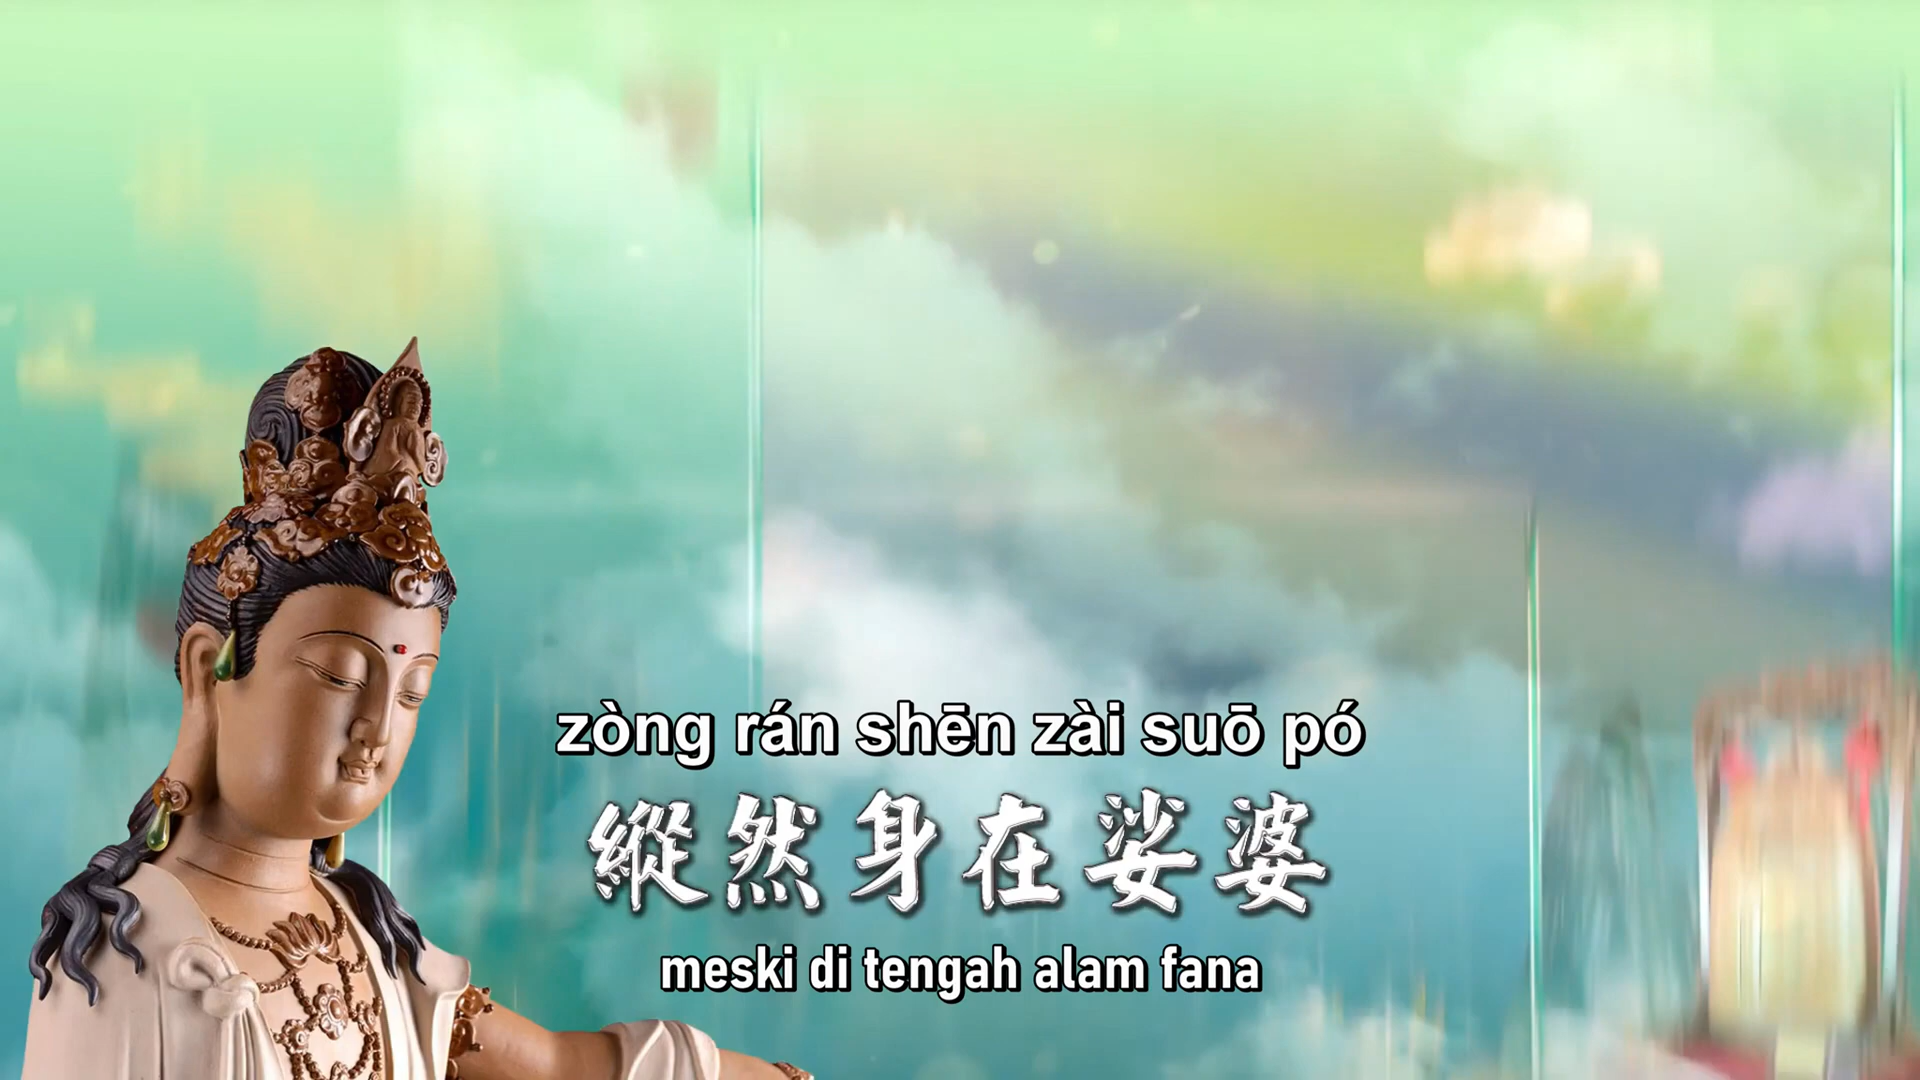 zòng rán shēn zài suō pó
縱然身在娑婆
meski di tengah alam fana